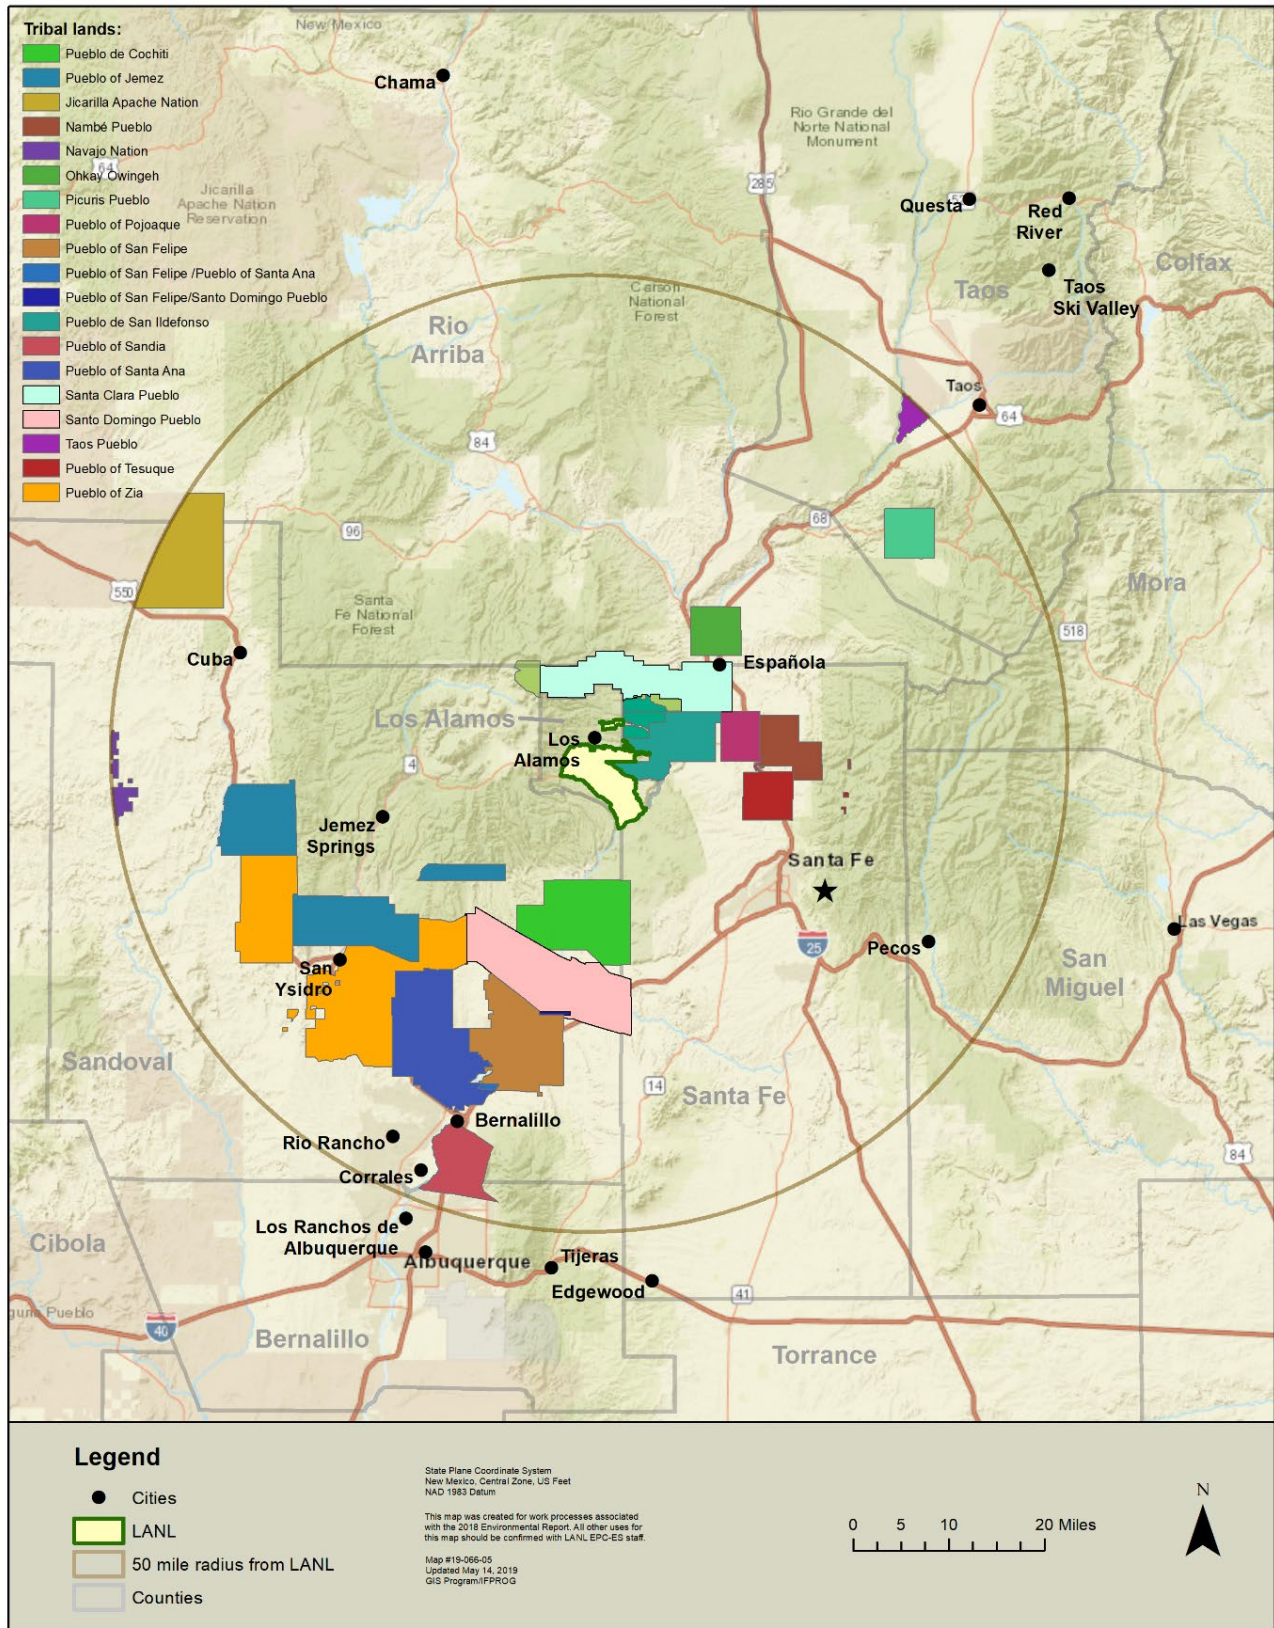 New Mexico
Tribal lands:
Pueblo de Cochiti
Pueblo of Jemez
Jicarilla Apache Nation
Nambé Pueblo
Navajo Nation
Ohkay Owingeh
Picuris Pueblo
Pueblo of Pojoaque
Pueblo of San Felipe
Pueblo of San Felipe /Pueblo of Santa Ana
Pueblo of San Felipe/Santo Domingo Pueblo
Pueblo de San Ildefonso
Pueblo of Sandia
Pueblo of Santa Ana
Santa Clara Pueblo
Santo Domingo Pueblo
Taos Pueblo
Pueblo of Tesuque
Pueblo of Zia
Chama
Rio Grande del
Norte National
Monument
64
285
Jicarilla
Apache Nation
Reservation
Questa
Red
River
Colfax
Taos
Taos
Ski Valley
Carson
National
Forest
Rio
Arriba
Taos
64
84
96
68
550
Santa
Fe National
Forest
Mora
518
Cuba
Española
Los Alamos
Los
Alamos
4
Jemez
Springs
Santa Fe
Las Vegas
25
Pecos
San
Ysidro
San
Miguel
Sandoval
14
Santa Fe
Bernalillo
Rio Rancho
84
Corrales
Los Ranchos de
Albuquerque
Cibola
Albuquerque
Tijeras
Edgewood
41
Pueblo
40
Bernalillo
Torrance
Legend
Cities
LANL
50 mile radius from LANL
Counties
State Plane Coordinate System
New Mexico, Central Zone, US Feet
NAD 1983 Datum
This map was created for work processes associated
with the 2018 Environmental Report. All other uses for
this map should be confirmed with LANL EPC-ES staff.
Map #19-066-05
Updated May 14, 2019
GIS Program/IFPROG
0 5 10 20 Miles
N